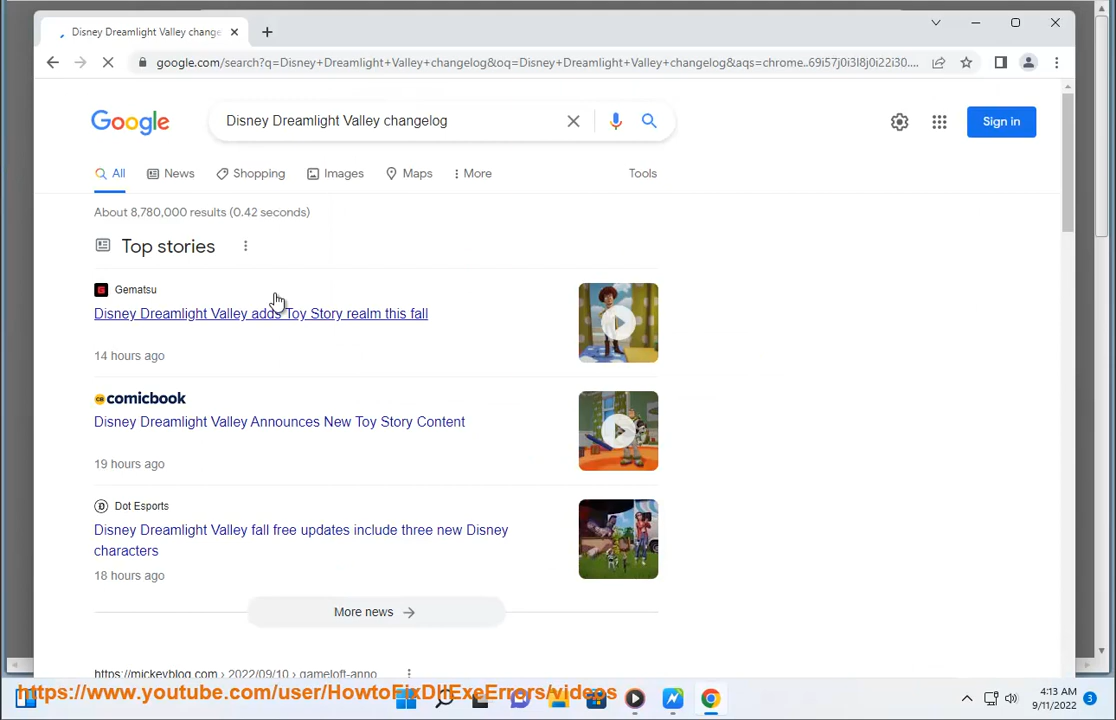 Disney Dreamlight Valley change
google.com/search?q=Disney+Dreamlight+Valley+changelog&oq=Disney+Dreamlight+Valley+changelog&aqs=chrome..69i57j0i3l8j0i22i30....
Google
Disney Dreamlight Valley changelog
Sign in
All
News
Shopping
Images
Maps
More
Tools
About 8,780,000 results (0.42 seconds)
Top stories
Gematsu
Disney Dreamlight Valley adds Toy Story realm this fall
14 hours ago
comicbook
Disney Dreamlight Valley Announces New Toy Story Content
19 hours ago
Dot Esports
Disney Dreamlight Valley fall free updates include three new Disney
characters
18 hours ago
More news
https://mickeyblog.com › 2022/09/10 › gameloft-anno...
https://www.youtube.com/user/HowtoFixDllExeErrors/videos
4:13 AM
9/11/2022
3